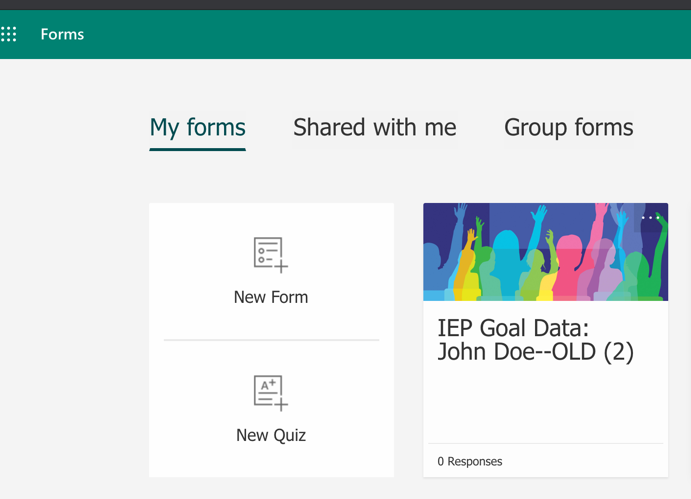 Forms
My forms
Shared with me
Group forms
New Form
A+
New Quiz
IEP Goal Data:
John Doe--OLD (2)
0 Responses